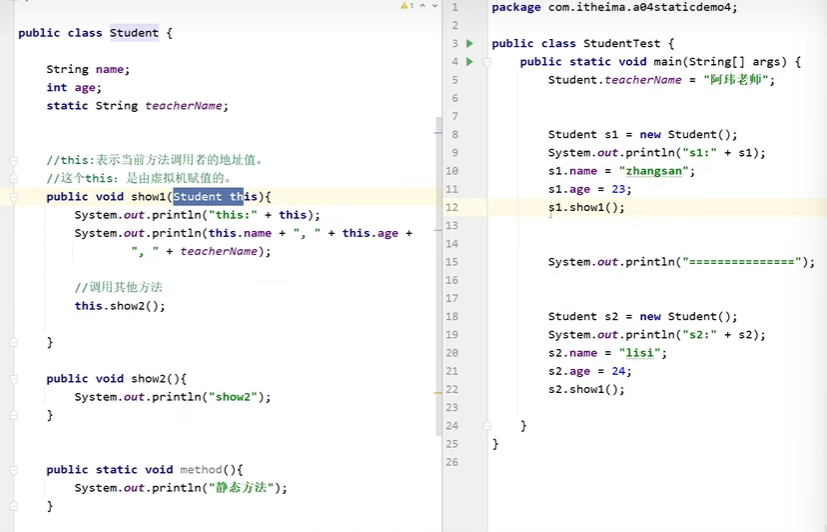 public class Student {
String name;
int age;
static String teacherName;
//this:表示当前方法调用者的地址值。
//这个this: 是由虚拟机赋值的。
public void show1(Student this){
System.out.println("this:" + this);
System.out.println(this.name + ", " + this.age +
", " + teacherName);
//调用其他方法
this.show2();
}
public void show2(){
System.out.println("show2");
}
public static void method(){
System.out.println("静态方法");
}
1
1 package com.itheima.a04staticdemo4;
2
3 public class StudentTest {
4 public static void main(String[] args) {
5 Student.teacherName = "阿玮老师";
6
7
8 Student s1 = new Student();
9 System.out.println("s1:" + s1);
10 s1.name = "zhangsan";
11 s1.age = 23;
12 s1.show1();
13
14
15 System.out.println("===============");
16
17
18 Student s2 = new Student();
19 System.out.println("s2:" + s2);
20 s2.name = "lisi";
21 s2.age = 24;
22 s2.show1();
23
24 }
25 }
26